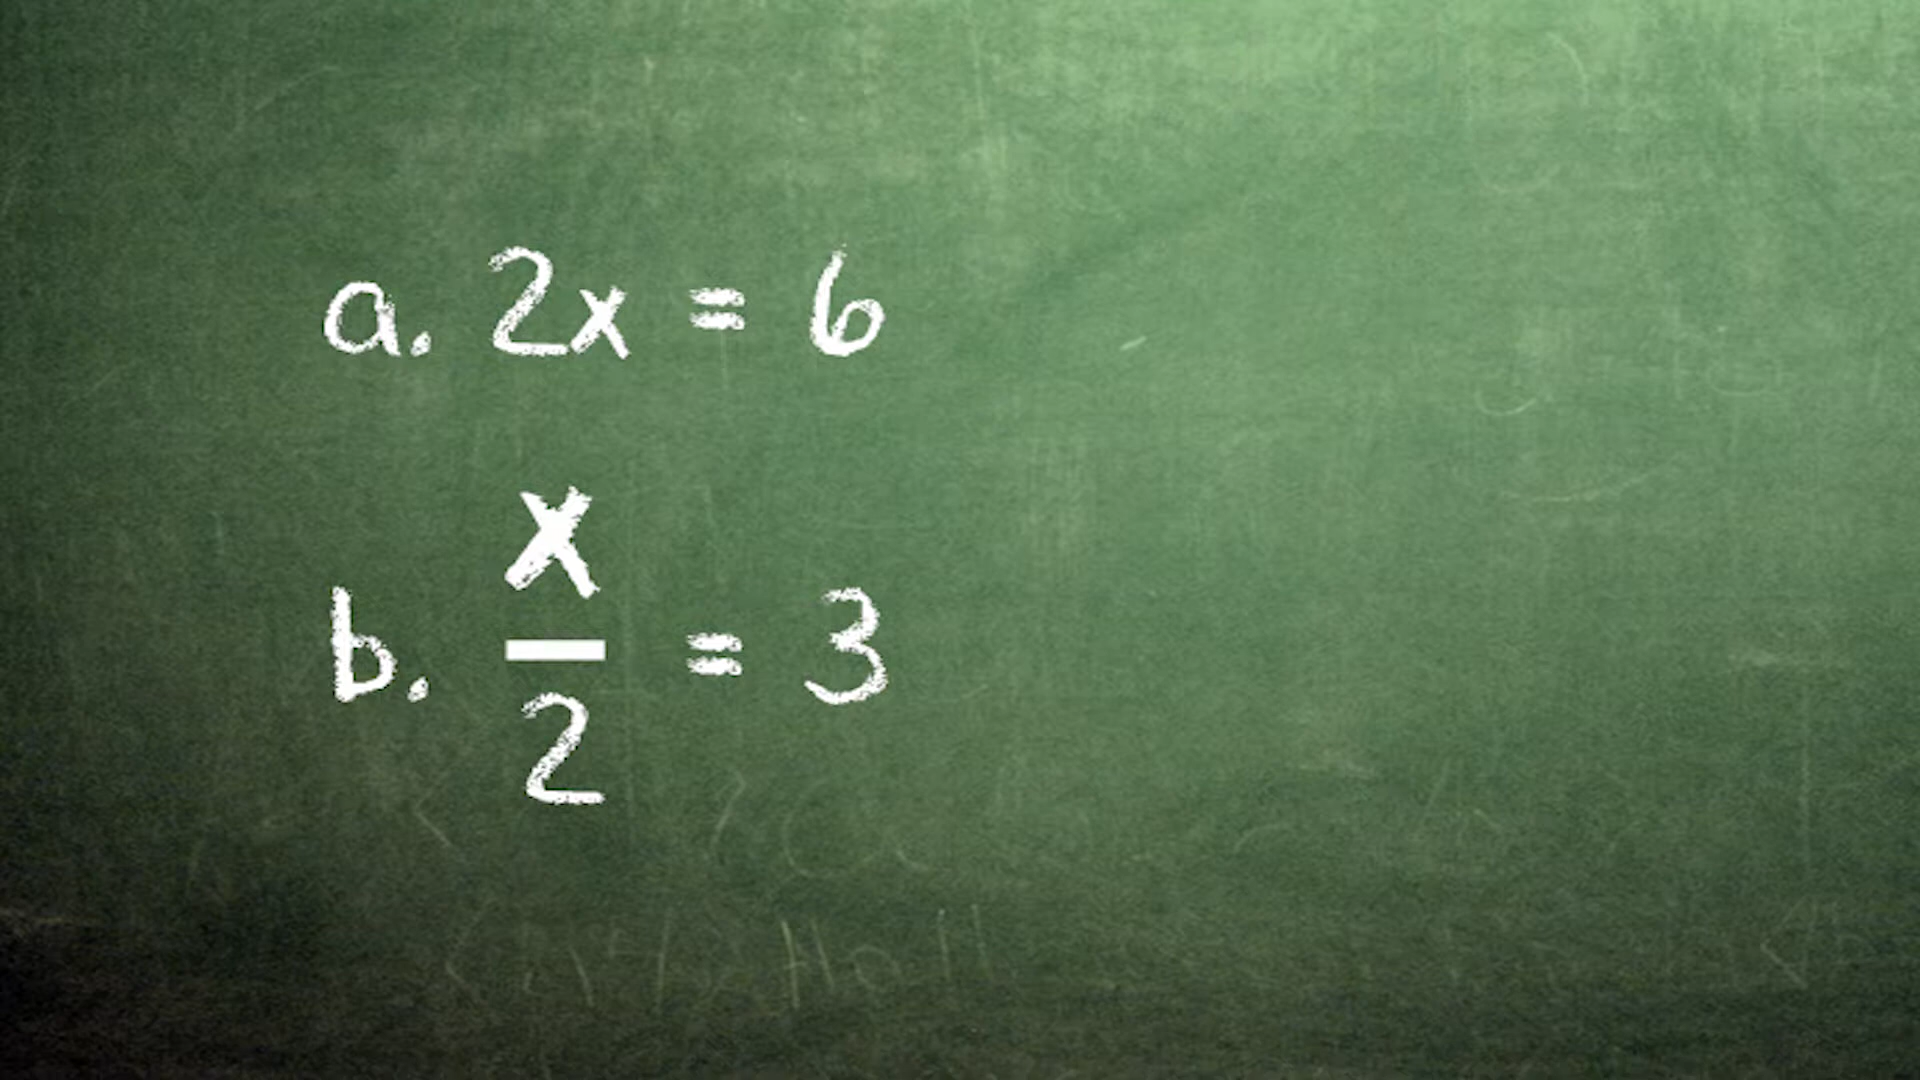 a. 2x = 6
b. x/2 = 3